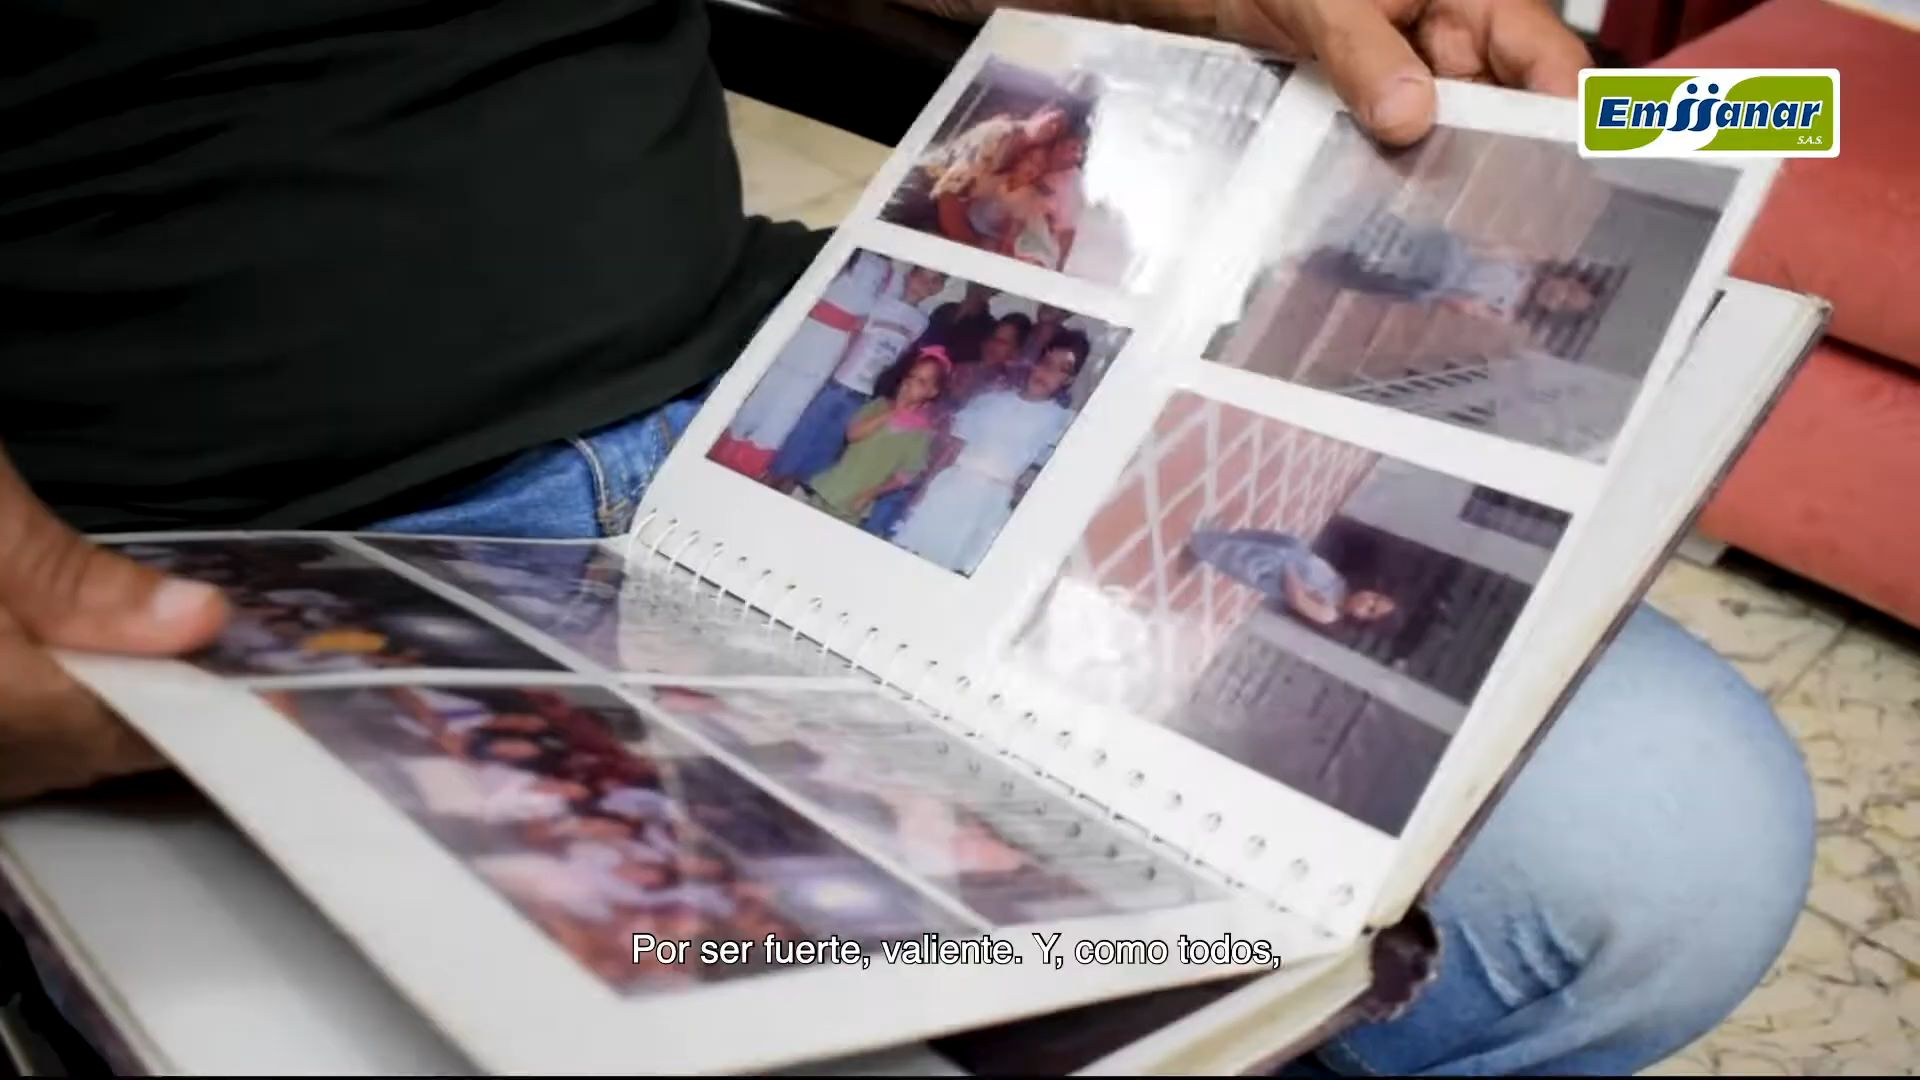 Emssanar
S.A.S.
Por ser fuerte, valiente. Y, como todos,